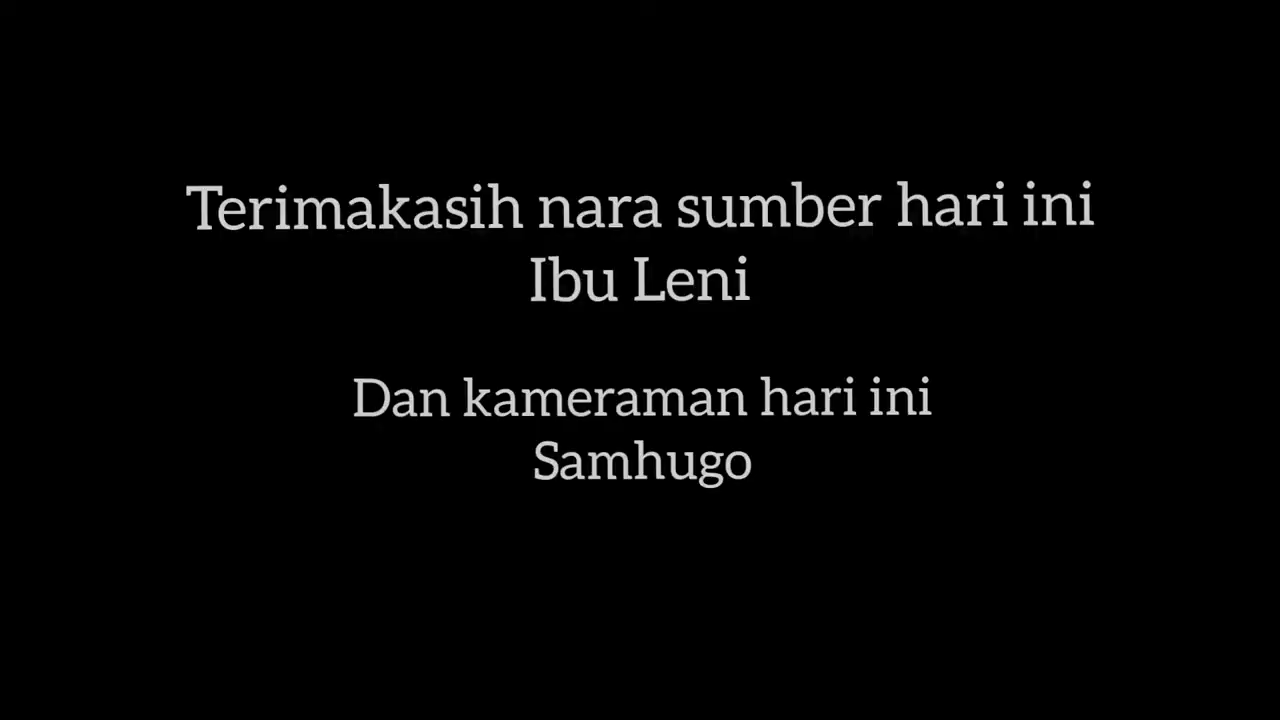 Terimakasih nara sumber hari ini
Ibu Leni
Dan kameraman hari ini
Samhugo